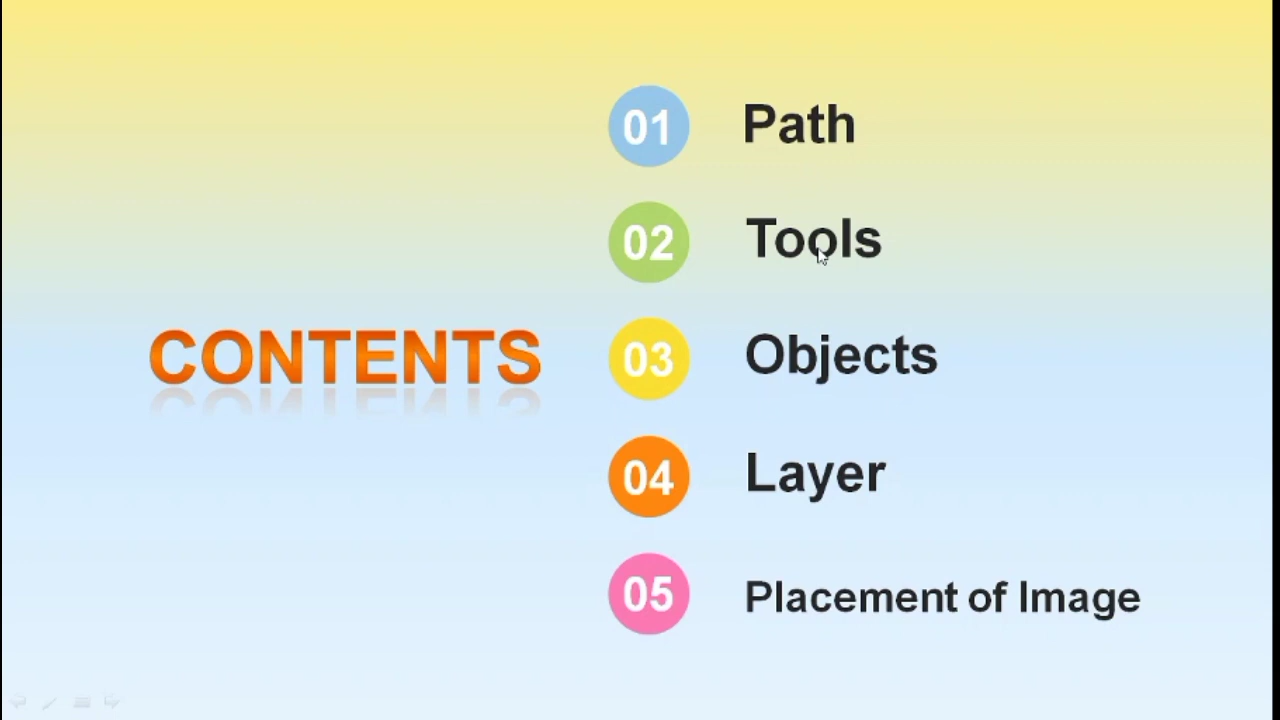 CONTENTS
01 Path
02 Tools
03 Objects
04 Layer
05 Placement of Image